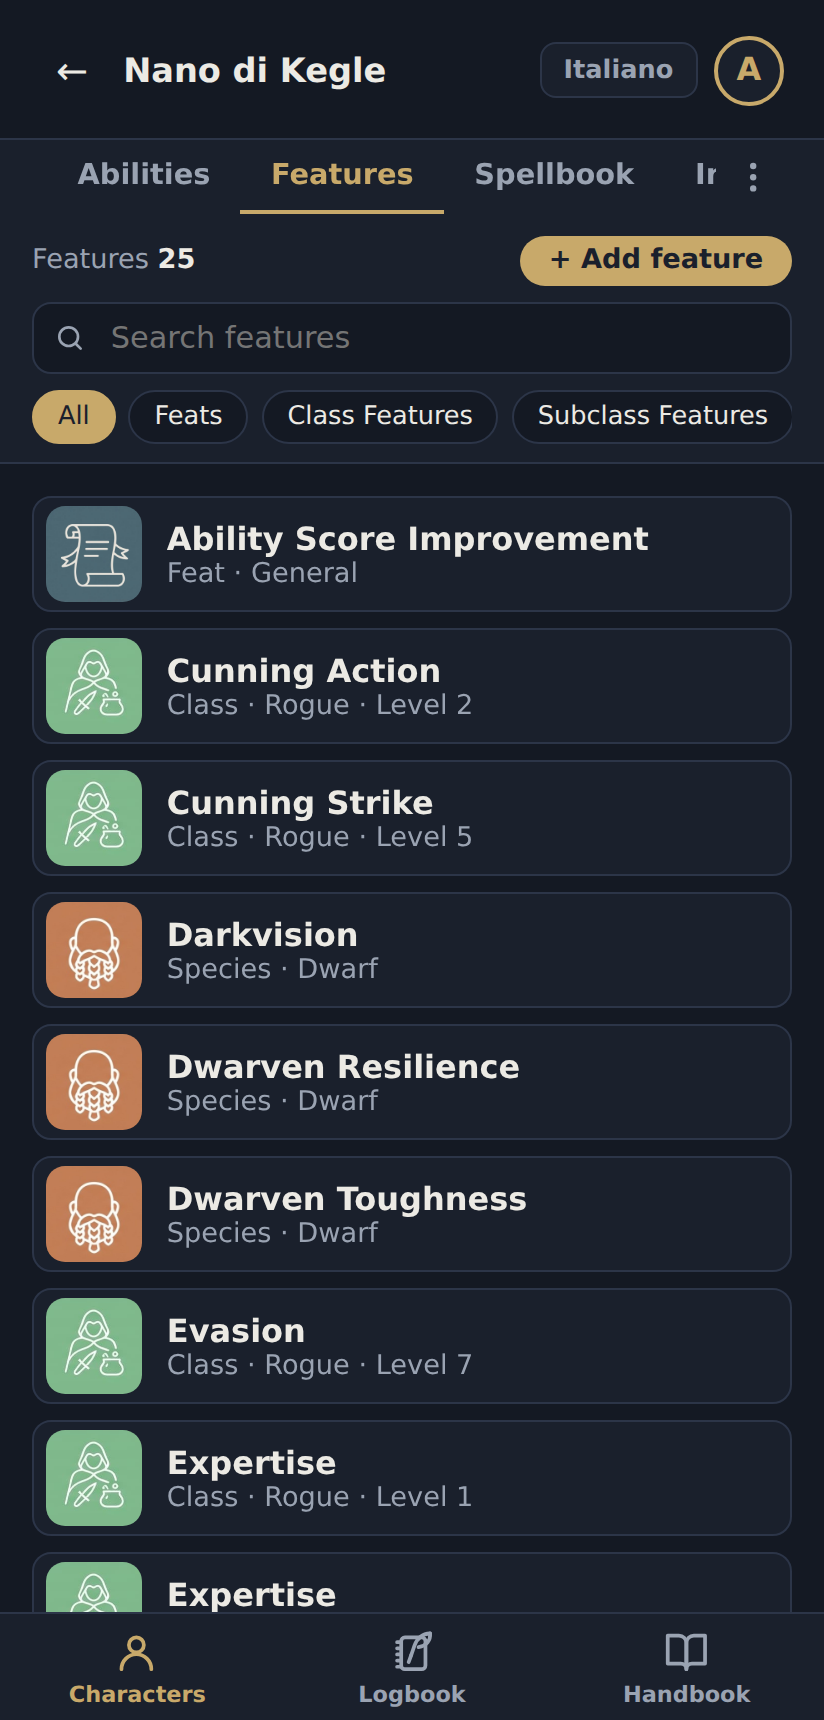 ← Nano di Kegle Italiano A
Abilities Features Spellbook
Features 25 + Add feature
Search features
All Feats Class Features Subclass Features
Ability Score Improvement
Feat · General
Cunning Action
Class · Rogue · Level 2
Cunning Strike
Class · Rogue · Level 5
Darkvision
Species · Dwarf
Dwarven Resilience
Species · Dwarf
Dwarven Toughness
Species · Dwarf
Evasion
Class · Rogue · Level 7
Expertise
Class · Rogue · Level 1
Expertise
Characters Logbook Handbook